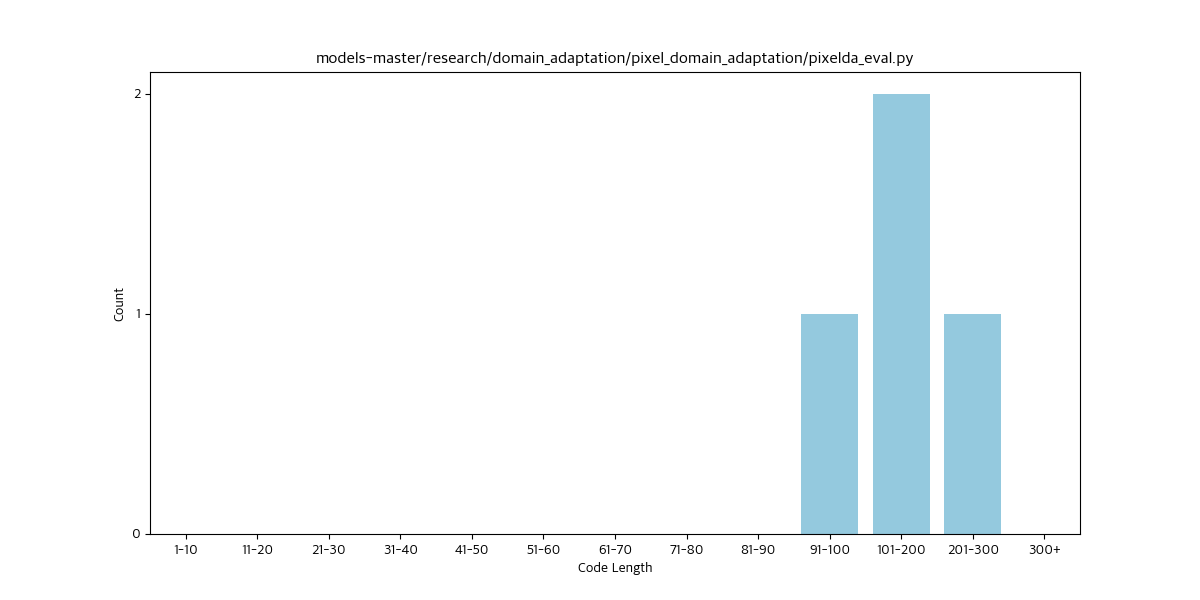 models-master/research/domain_adaptation/pixel_domain_adaptation/pixelda_eval.py
Count
2
1
0
1-10 11-20 21-30 31-40 41-50 51-60 61-70 71-80 81-90 91-100 101-200 201-300 300+
Code Length